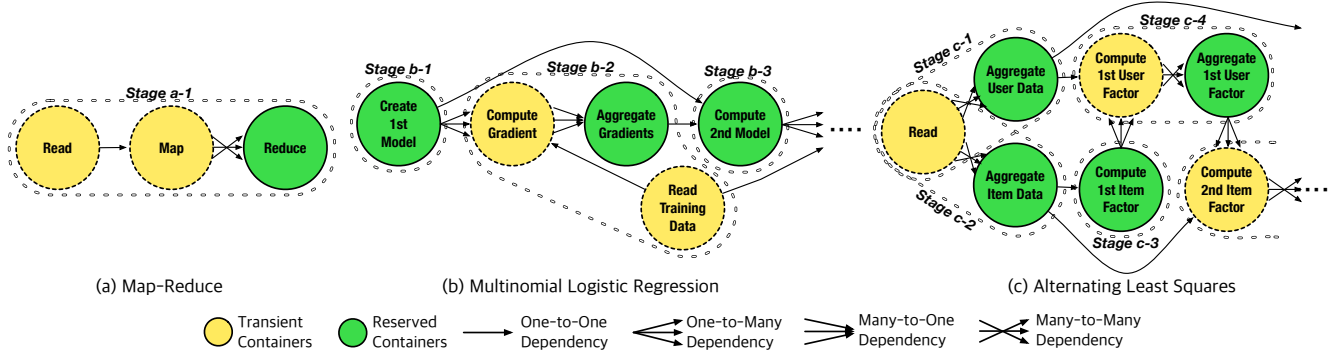 Stage a-1
Read
Map
Reduce
(a) Map-Reduce
Stage b-1
Stage b-2
Stage b-3
Create
1st
Model
Compute
Gradient
Aggregate
Gradients
Compute
2nd Model
Read
Training
Data
(b) Multinomial Logistic Regression
Stage c-1
Stage c-4
Read
Aggregate
User Data
Compute
1st User
Factor
Aggregate
1st User
Factor
Aggregate
Item Data
Compute
1st Item
Factor
Compute
2nd Item
Factor
Stage c-2
Stage c-3
(c) Alternating Least Squares
Transient
Containers
Reserved
Containers
One-to-One
Dependency
One-to-Many
Dependency
Many-to-One
Dependency
Many-to-Many
Dependency